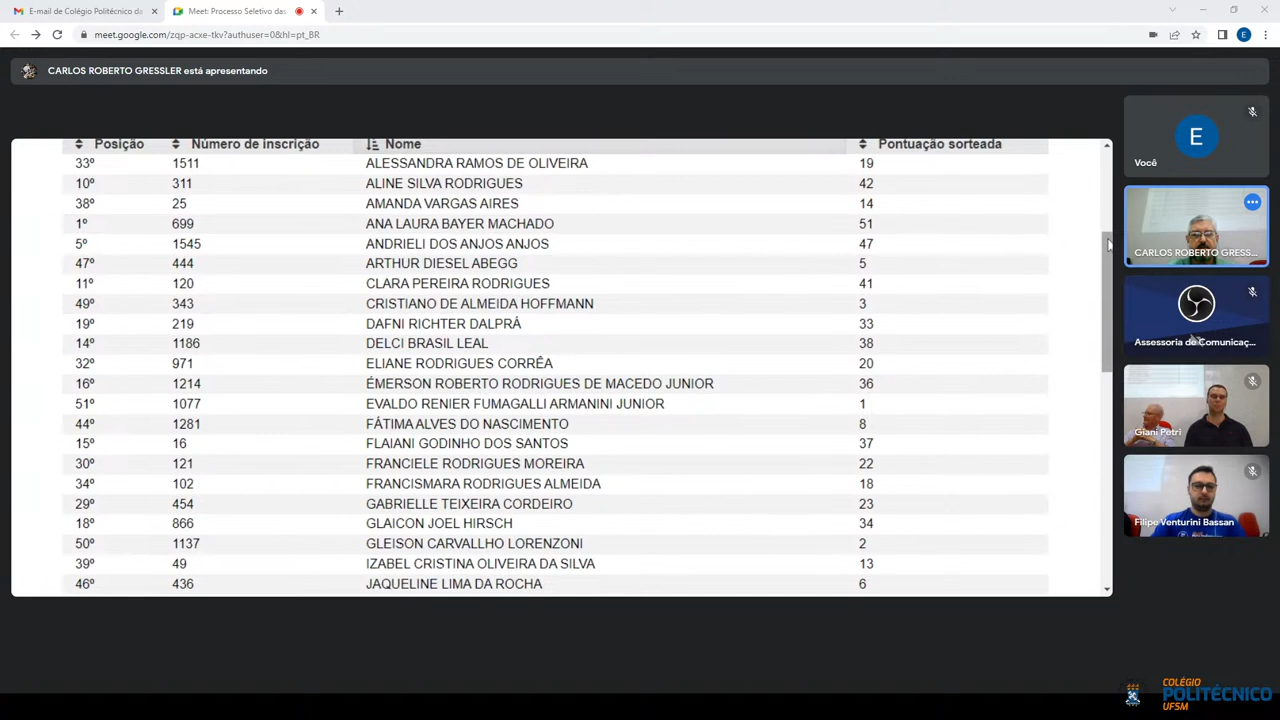 E-mail de Colégio Politécnico da
Meet: Processo Seletivo das
meet.google.com/zqp-acxe-tkv?authuser=0&hl=pt_BR
E
CARLOS ROBERTO GRESSLER está apresentando
Posição Número de inscrição Nome Pontuação sorteada
33º 1511 ALESSANDRA RAMOS DE OLIVEIRA 19
10º 311 ALINE SILVA RODRIGUES 42
38º 25 AMANDA VARGAS AIRES 14
1º 699 ANA LAURA BAYER MACHADO 51
5º 1545 ANDRIELI DOS ANJOS ANJOS 47
47º 444 ARTHUR DIESEL ABEGG 5
11º 120 CLARA PEREIRA RODRIGUES 41
49º 343 CRISTIANO DE ALMEIDA HOFFMANN 3
19º 219 DAFNI RICHTER DALPRÁ 33
14º 1186 DELCI BRASIL LEAL 38
32º 971 ELIANE RODRIGUES CORRÊA 20
16º 1214 ÉMERSON ROBERTO RODRIGUES DE MACEDO JUNIOR 36
51º 1077 EVALDO RENIER FUMAGALLI ARMANINI JUNIOR 1
44º 1281 FÁTIMA ALVES DO NASCIMENTO 8
15º 16 FLAIANI GODINHO DOS SANTOS 37
30º 121 FRANCIELE RODRIGUES MOREIRA 22
34º 102 FRANCISMARA RODRIGUES ALMEIDA 18
29º 454 GABRIELLE TEIXEIRA CORDEIRO 23
18º 866 GLAICON JOEL HIRSCH 34
50º 1137 GLEISON CARVALLHO LORENZONI 2
39º 49 IZABEL CRISTINA OLIVEIRA DA SILVA 13
46º 436 JAQUELINE LIMA DA ROCHA 6
E
Você
CARLOS ROBERTO GRESS...
Assessoria de Comunicaç...
Giani Petri
Filipe Venturini Bassan
COLÉGIO
POLITÉCNICO
UFSM